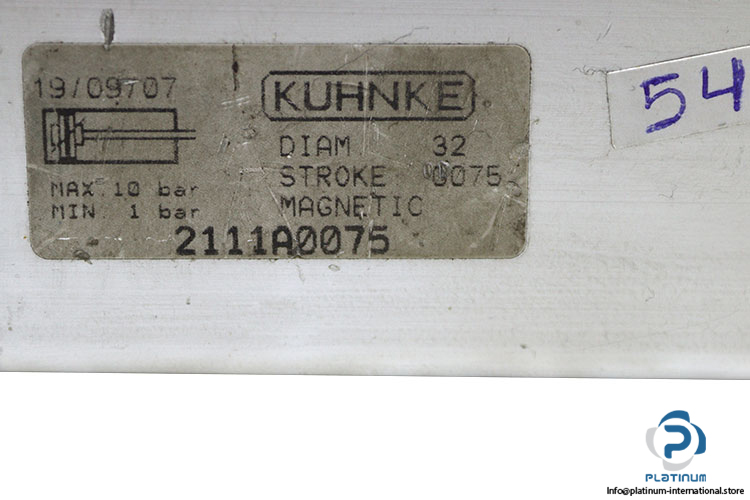 19/09/07
KUHNKE
DIAM 32
STROKE 0075
MAX 10 bar
MIN 1 bar
MAGNETIC
2111A0075
54
PLATINUM
Info@platinum-international.store